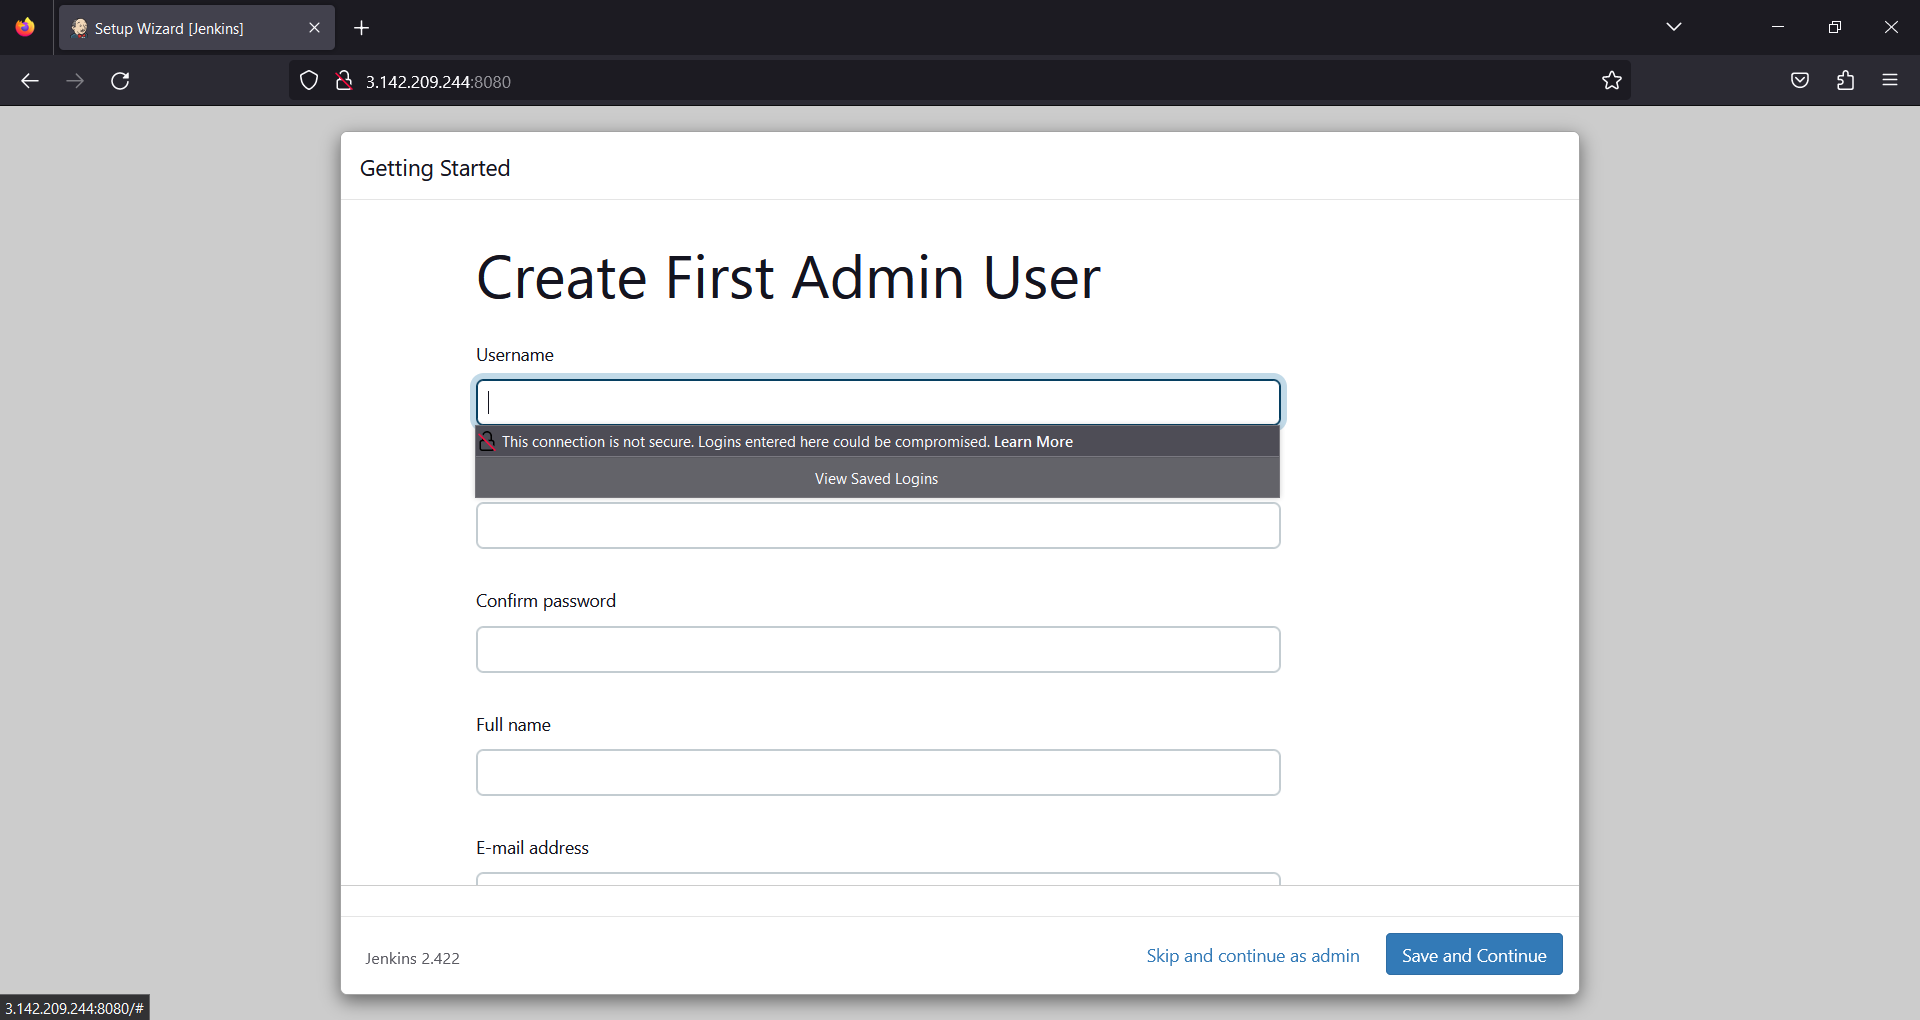 Setup Wizard [Jenkins]
3.142.209.244:8080
Getting Started
Create First Admin User
Username
This connection is not secure. Logins entered here could be compromised. Learn More
View Saved Logins
Confirm password
Full name
E-mail address
Jenkins 2.422
Skip and continue as admin
Save and Continue
3.142.209.244:8080/#